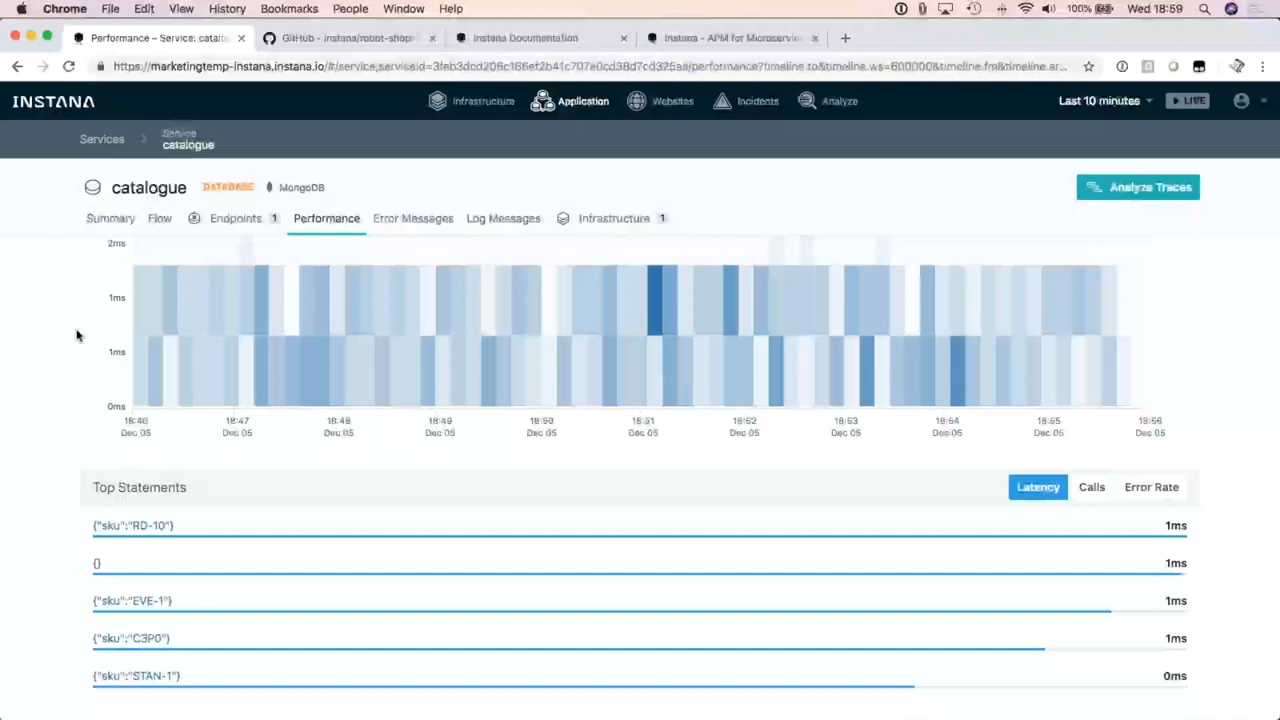 Chrome File Edit View History Bookmarks People Window Help 100% Wed 18:59
Performance – Service: catalo
GitHub - instana/robot-shop:
Instana Documentation
Instana - APM for Microservice
INSTANA
Infrastructure Application Websites Incidents Analyze Last 10 minutes LIVE
Services Service
catalogue
catalogue DATABASE MongoDB Analyze Traces
Summary Flow Endpoints 1 Performance Error Messages Log Messages Infrastructure 1
2ms
1ms
1ms
0ms
18:46 18:47 18:48 18:49 18:50 18:51 18:52 18:53 18:54 18:55 18:56
Dec 05 Dec 05 Dec 05 Dec 05 Dec 05 Dec 05 Dec 05 Dec 05 Dec 05 Dec 05 Dec 05
Top Statements Latency Calls Error Rate
{"sku":"RD-10"} 1ms
{} 1ms
{"sku":"EVE-1"} 1ms
{"sku":"C3P0"} 1ms
{"sku":"STAN-1"} 0ms